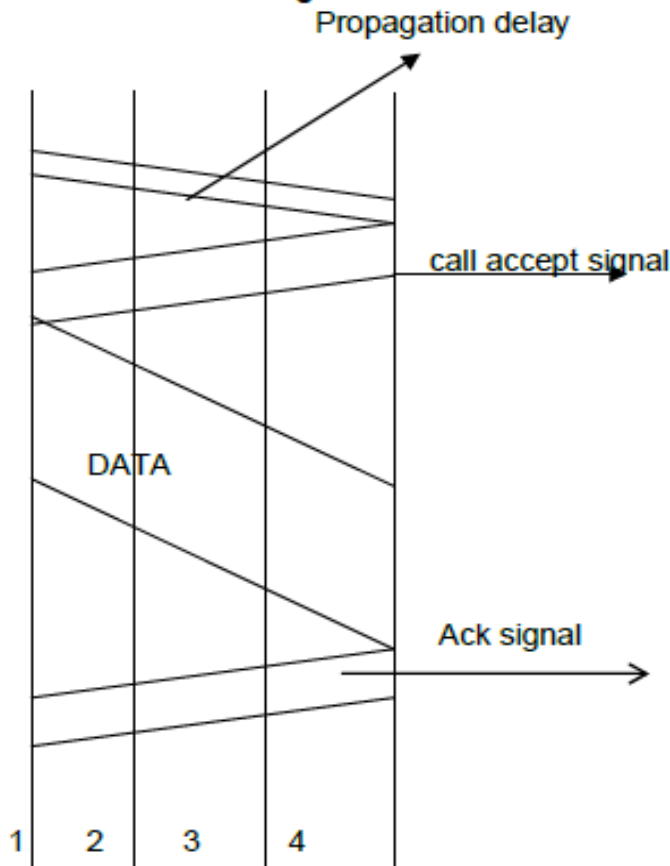 Propagation delay
call accept signal
DATA
Ack signal
1 2 3 4